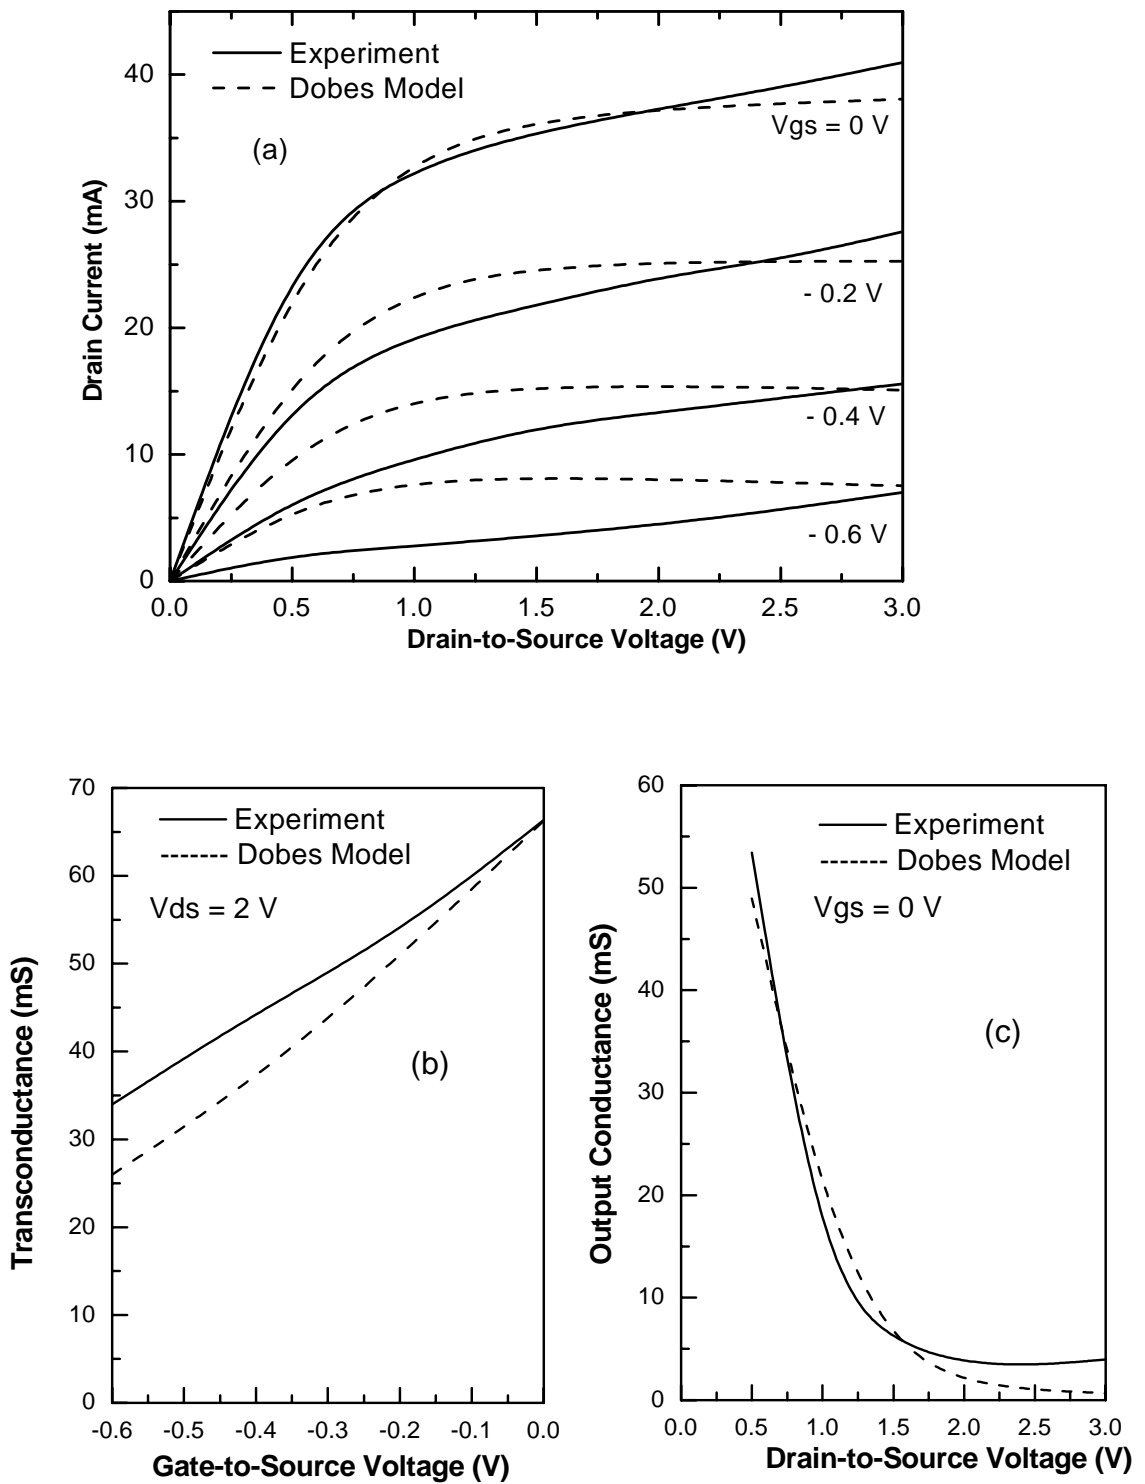 Experiment
Dobes Model
(a)
Vgs = 0 V
- 0.2 V
- 0.4 V
- 0.6 V
40
30
20
10
0
0.0 0.5 1.0 1.5 2.0 2.5 3.0
Drain Current (mA)
Drain-to-Source Voltage (V)
70
60
50
40
30
20
10
0
Experiment
Dobes Model
Vds = 2 V
(b)
Transconductance (mS)
-0.6 -0.5 -0.4 -0.3 -0.2 -0.1 0.0
Gate-to-Source Voltage (V)
60
50
40
30
20
10
0
Experiment
Dobes Model
Vgs = 0 V
(c)
Output Conductance (mS)
0.0 0.5 1.0 1.5 2.0 2.5 3.0
Drain-to-Source Voltage (V)